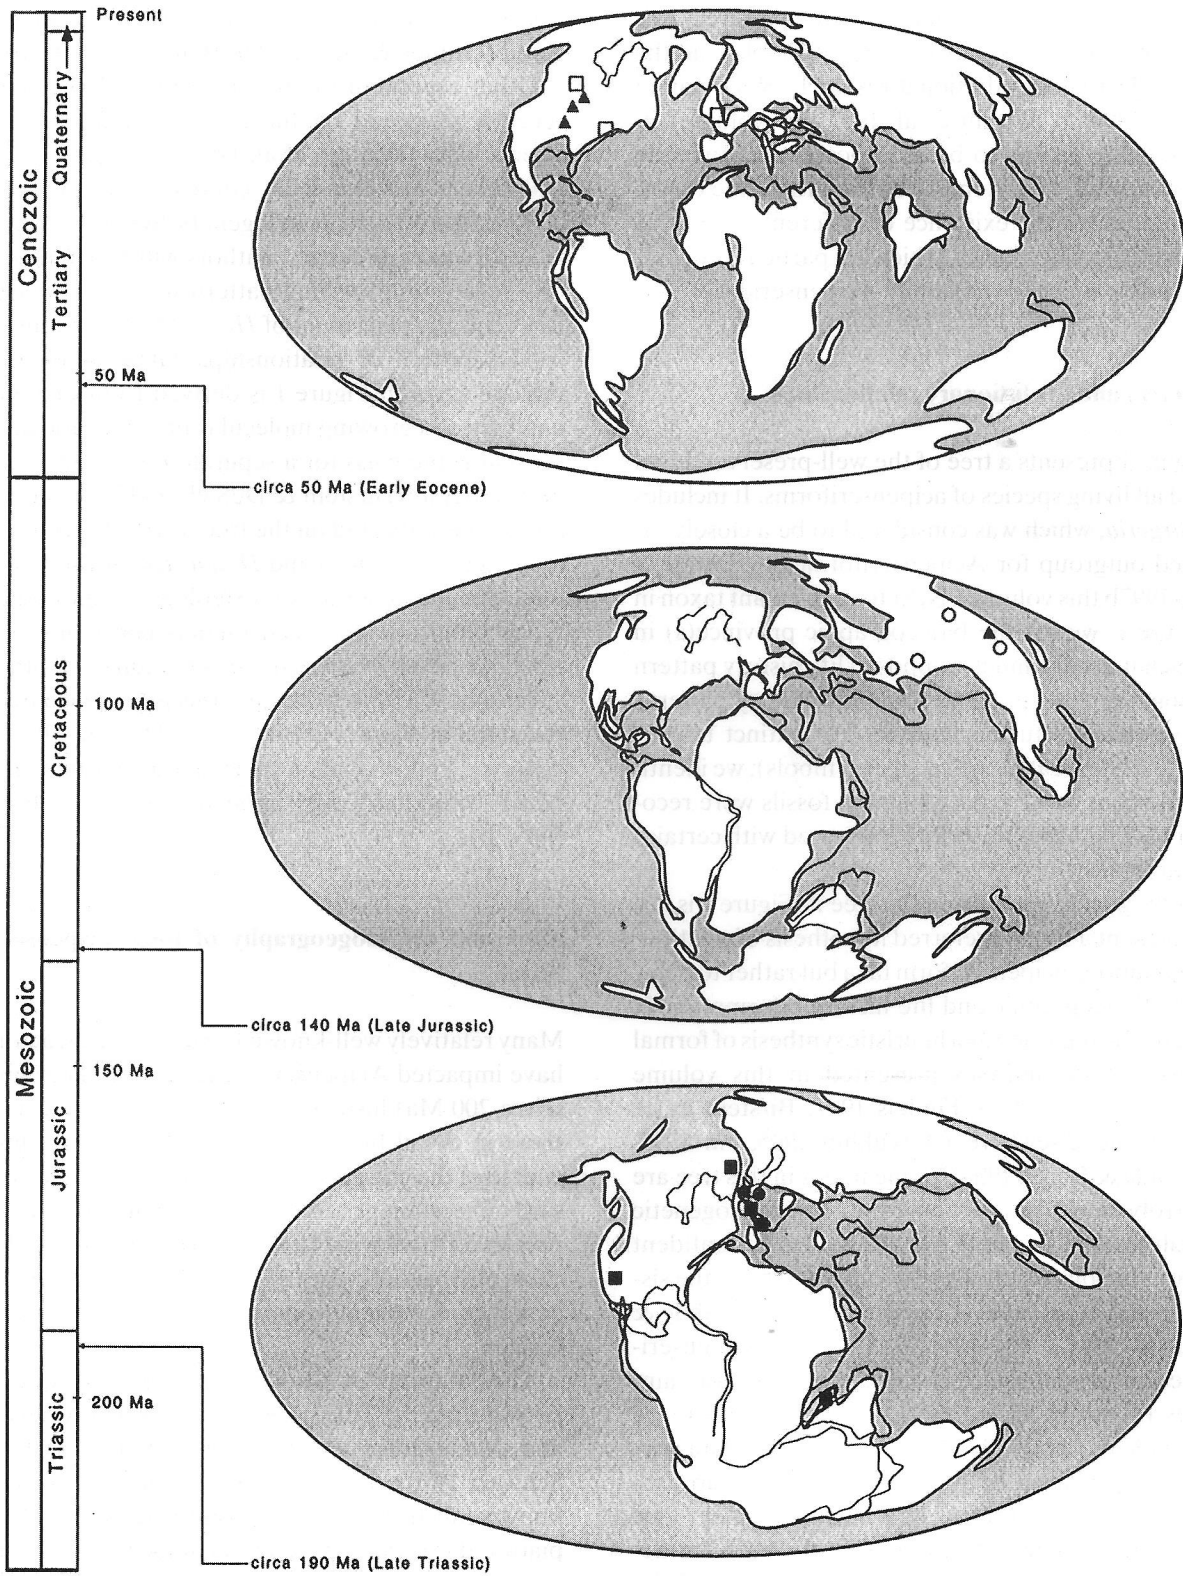 Present
Cenozoic
Quaternary
Tertiary
50 Ma
circa 50 Ma (Early Eocene)
Mesozoic
Cretaceous
100 Ma
circa 140 Ma (Late Jurassic)
150 Ma
Jurassic
200 Ma
Triassic
circa 190 Ma (Late Triassic)